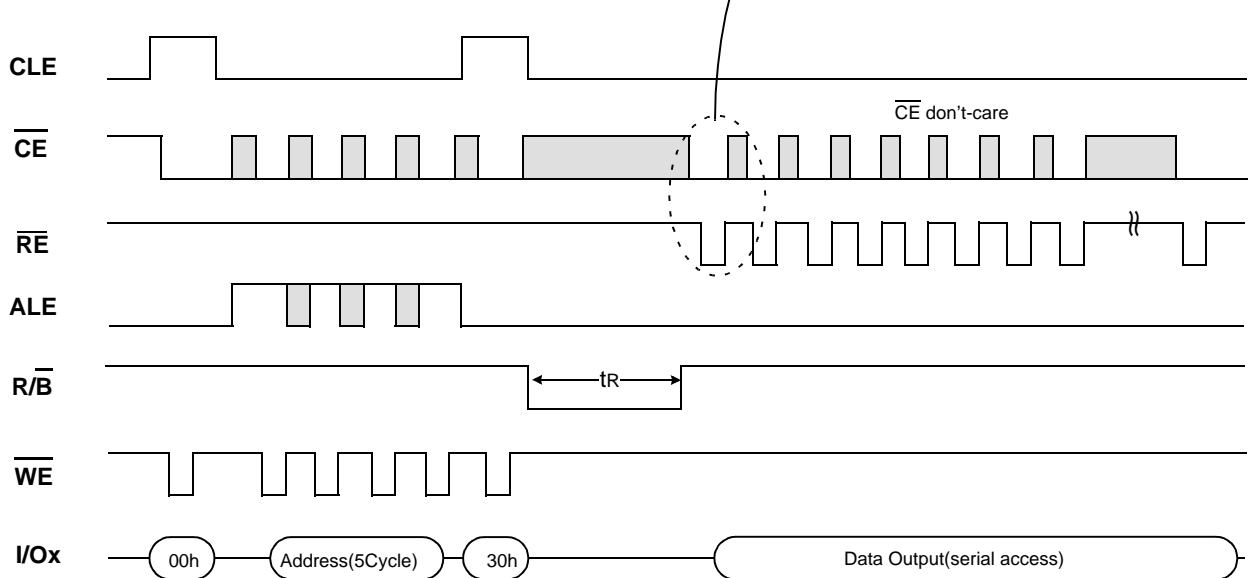 CLE
CE don't-care
CE
RE
ALE
R/B
tR
WE
I/Ox
00h
Address(5Cycle)
30h
Data Output(serial access)